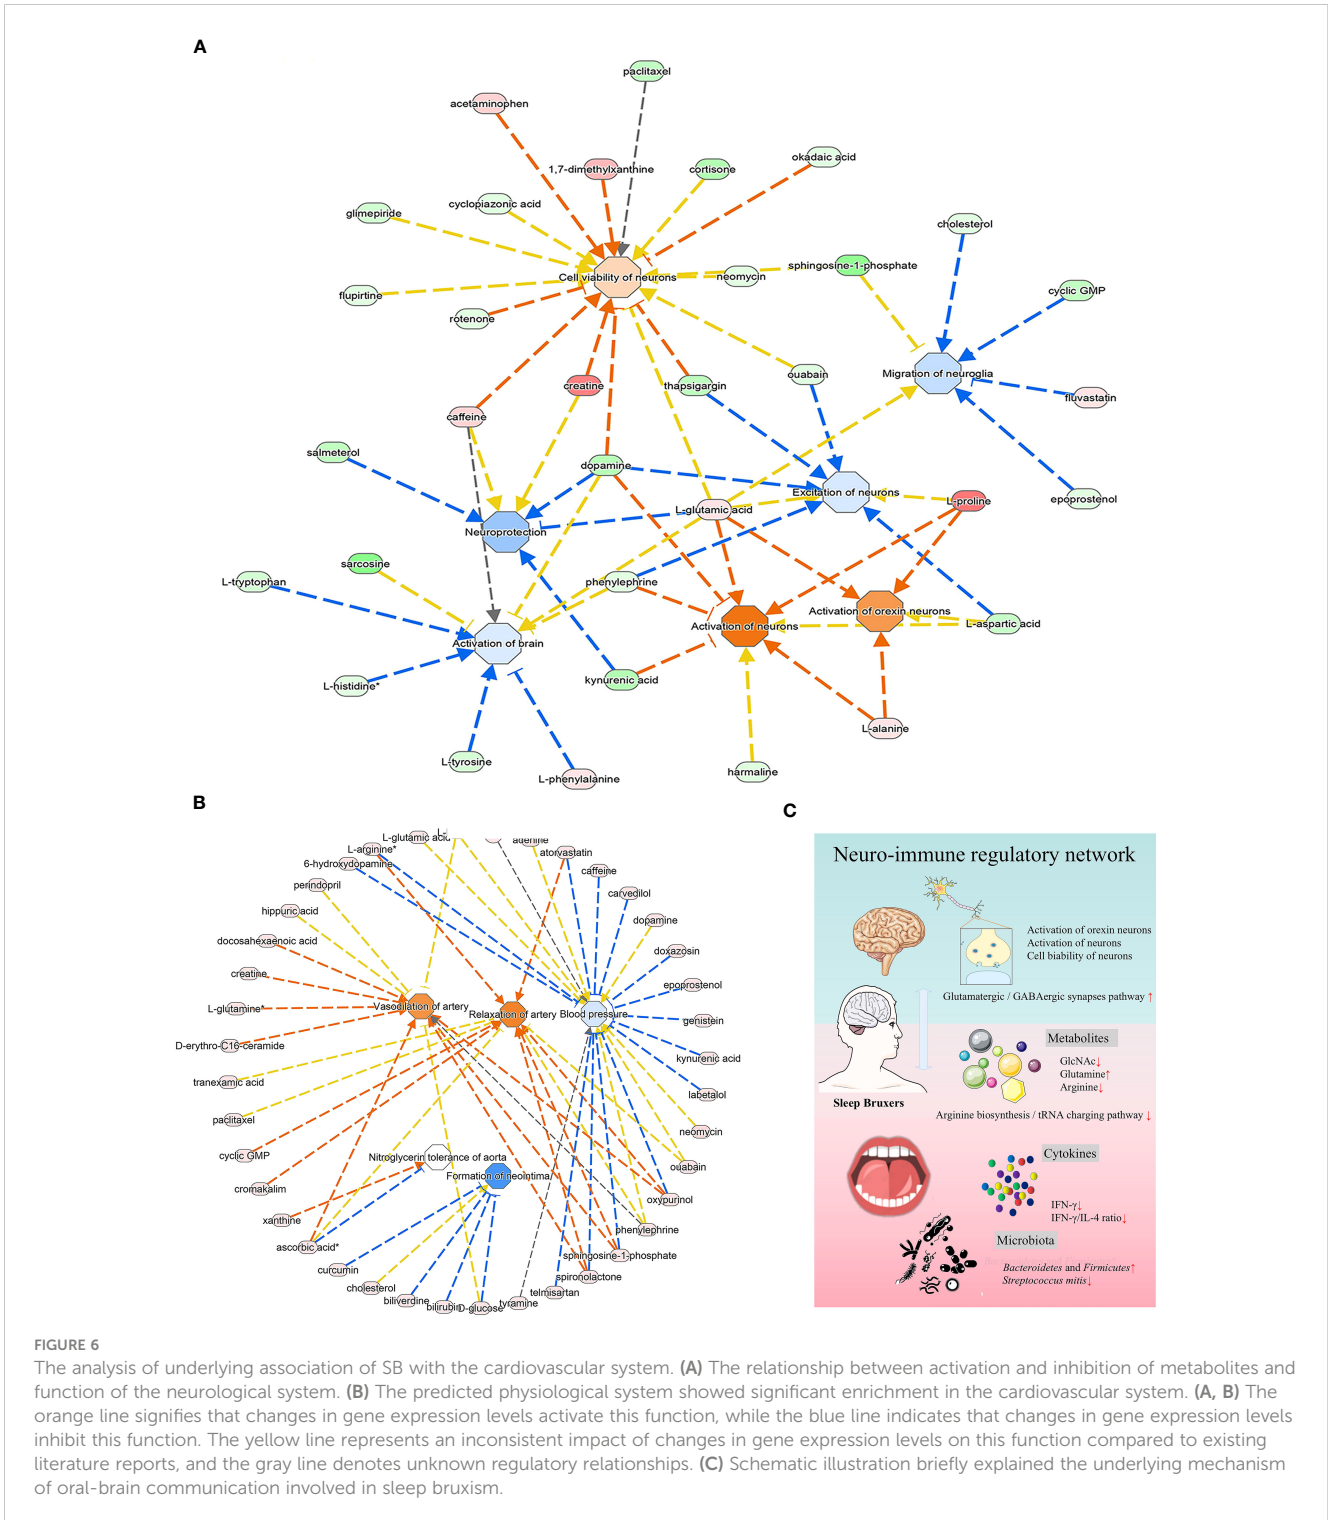 A
paclitaxel
acetaminophen
okadaic acid
1,7-dimethylxanthine
cortisone
cyclopiazonic acid
glimepiride
cholesterol
sphingosine-1-phosphate
Cell viability of neurons
neomycin
flupirtine
cyclic GMP
rotenone
ouabain
Migration of neuroglia
creatine
thapsigargin
fluvastatin
caffeine
salmeterol
dopamine
Excitation of neurons
L-proline
epoprostenol
L-glutamic acid
Neuroprotection
sarcosine
L-tryptophan
phenylephrine
Activation of orexin neurons
Activation of neurons
L-aspartic acid
Activation of brain
L-histidine*
kynurenic acid
L-alanine
L-tyrosine
L-phenylalanine
harmaline
B
L-glutamic acid
L-
adenine
L-arginine*
atorvastatin
6-hydroxydopamine
caffeine
perindopril
carvedilol
hippuric acid
dopamine
docosahexaenoic acid
doxazosin
creatine
epoprostenol
L-glutamine*
Vasodilation of artery
Relaxation of artery
Blood pressure
genistein
D-erythro-C16-ceramide
kynurenic acid
tranexamic acid
labetalol
paclitaxel
neomycin
cyclic GMP
Nitroglycerin tolerance of aorta
ouabain
Formation of neointima
cromakalim
oxypurinol
xanthine
phenylephrine
ascorbic acid*
sphingosine-1-phosphate
curcumin
spironolactone
cholesterol
telmisartan
biliverdine
bilirubin
D-glucose
tyramine
C
Neuro-immune regulatory network
Activation of orexin neurons
Activation of neurons
Cell biability of neurons
Glutamatergic / GABAergic synapses pathway ↑
Metabolites
GlcNAc↓
Glutamine↑
Arginine↓
Sleep Bruxers
Arginine biosynthesis / tRNA charging pathway ↓
Cytokines
IFN-γ↓
IFN-γ/IL-4 ratio↓
Microbiota
Bacteroidetes and Firmicutes↑
Streptococcus mitis↓
FIGURE 6
The analysis of underlying association of SB with the cardiovascular system. (A) The relationship between activation and inhibition of metabolites and
function of the neurological system. (B) The predicted physiological system showed significant enrichment in the cardiovascular system. (A, B) The
orange line signifies that changes in gene expression levels activate this function, while the blue line indicates that changes in gene expression levels
inhibit this function. The yellow line represents an inconsistent impact of changes in gene expression levels on this function compared to existing
literature reports, and the gray line denotes unknown regulatory relationships. (C) Schematic illustration briefly explained the underlying mechanism
of oral-brain communication involved in sleep bruxism.